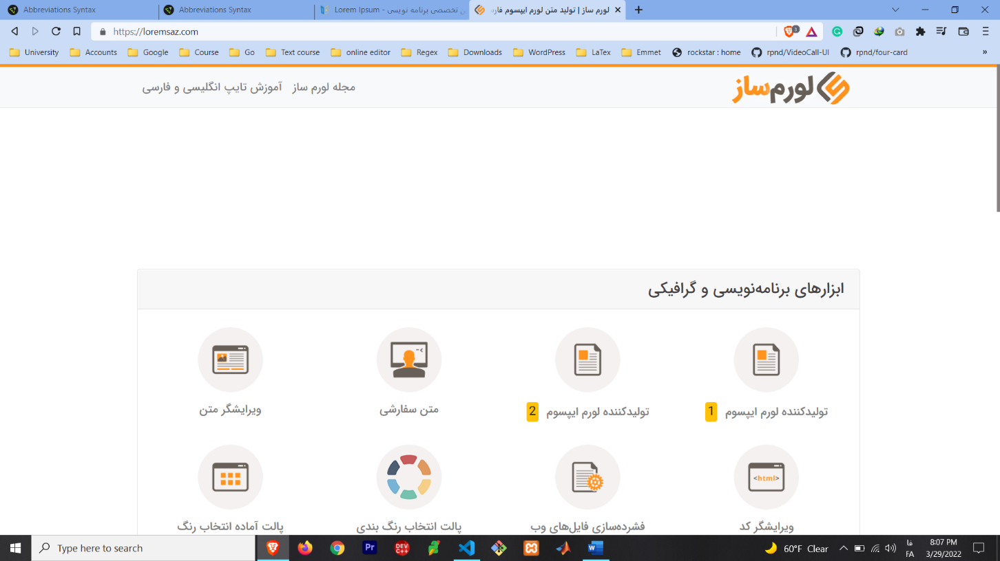 Abbreviations Syntax
Abbreviations Syntax
Lorem Ipsum - ن تخصصی برنامه نویسی
لورم ساز | تولید متن لورم ایپسوم فارس
https://loremsaz.com
3
University
Accounts
Google
Course
Go
Text course
online editor
Regex
Downloads
WordPress
LaTex
Emmet
rockstar : home
rpnd/VideoCall-UI
rpnd/four-card
»
لورم‌ساز
مجله لورم ساز
آموزش تایپ انگلیسی و فارسی
ابزارهای برنامه‌نویسی و گرافیکی
تولیدکننده لورم ایپسوم 1
تولیدکننده لورم ایپسوم 2
متن سفارشی
ویرایشگر متن
<html>
ویرایشگر کد
فشرده‌سازی فایل‌های وب
پالت انتخاب رنگ بندی
پالت آماده انتخاب رنگ
Type here to search
Pr
DEV C++
60°F Clear
فا
FA
8:07 PM
3/29/2022